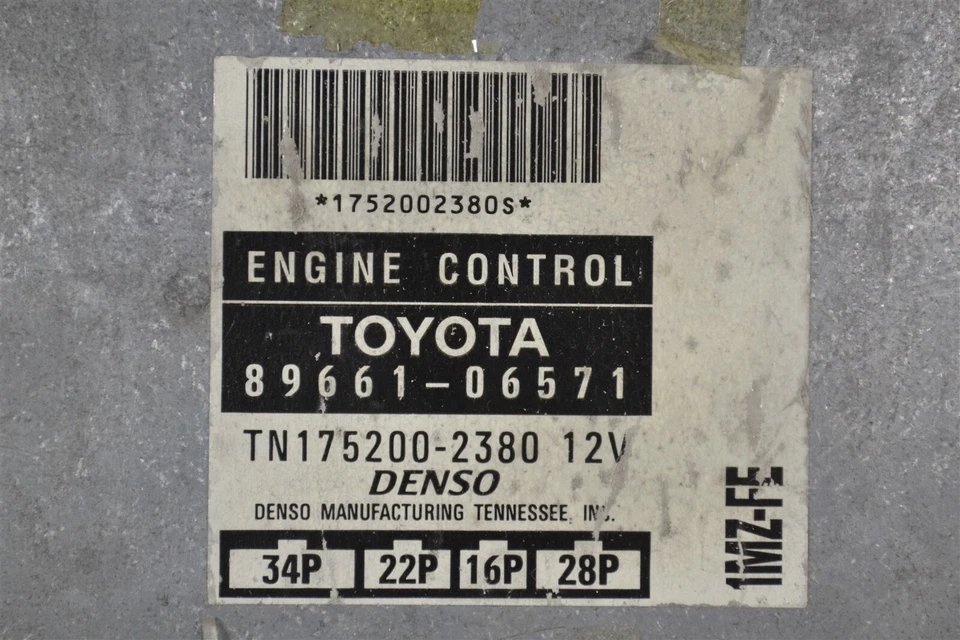 *1752002380S*
ENGINE CONTROL
TOYOTA
89661-06571
TN175200-2380 12V
DENSO
DENSO MANUFACTURING TENNESSEE, INC.
34P 22P 16P 28P
1MZ-FE